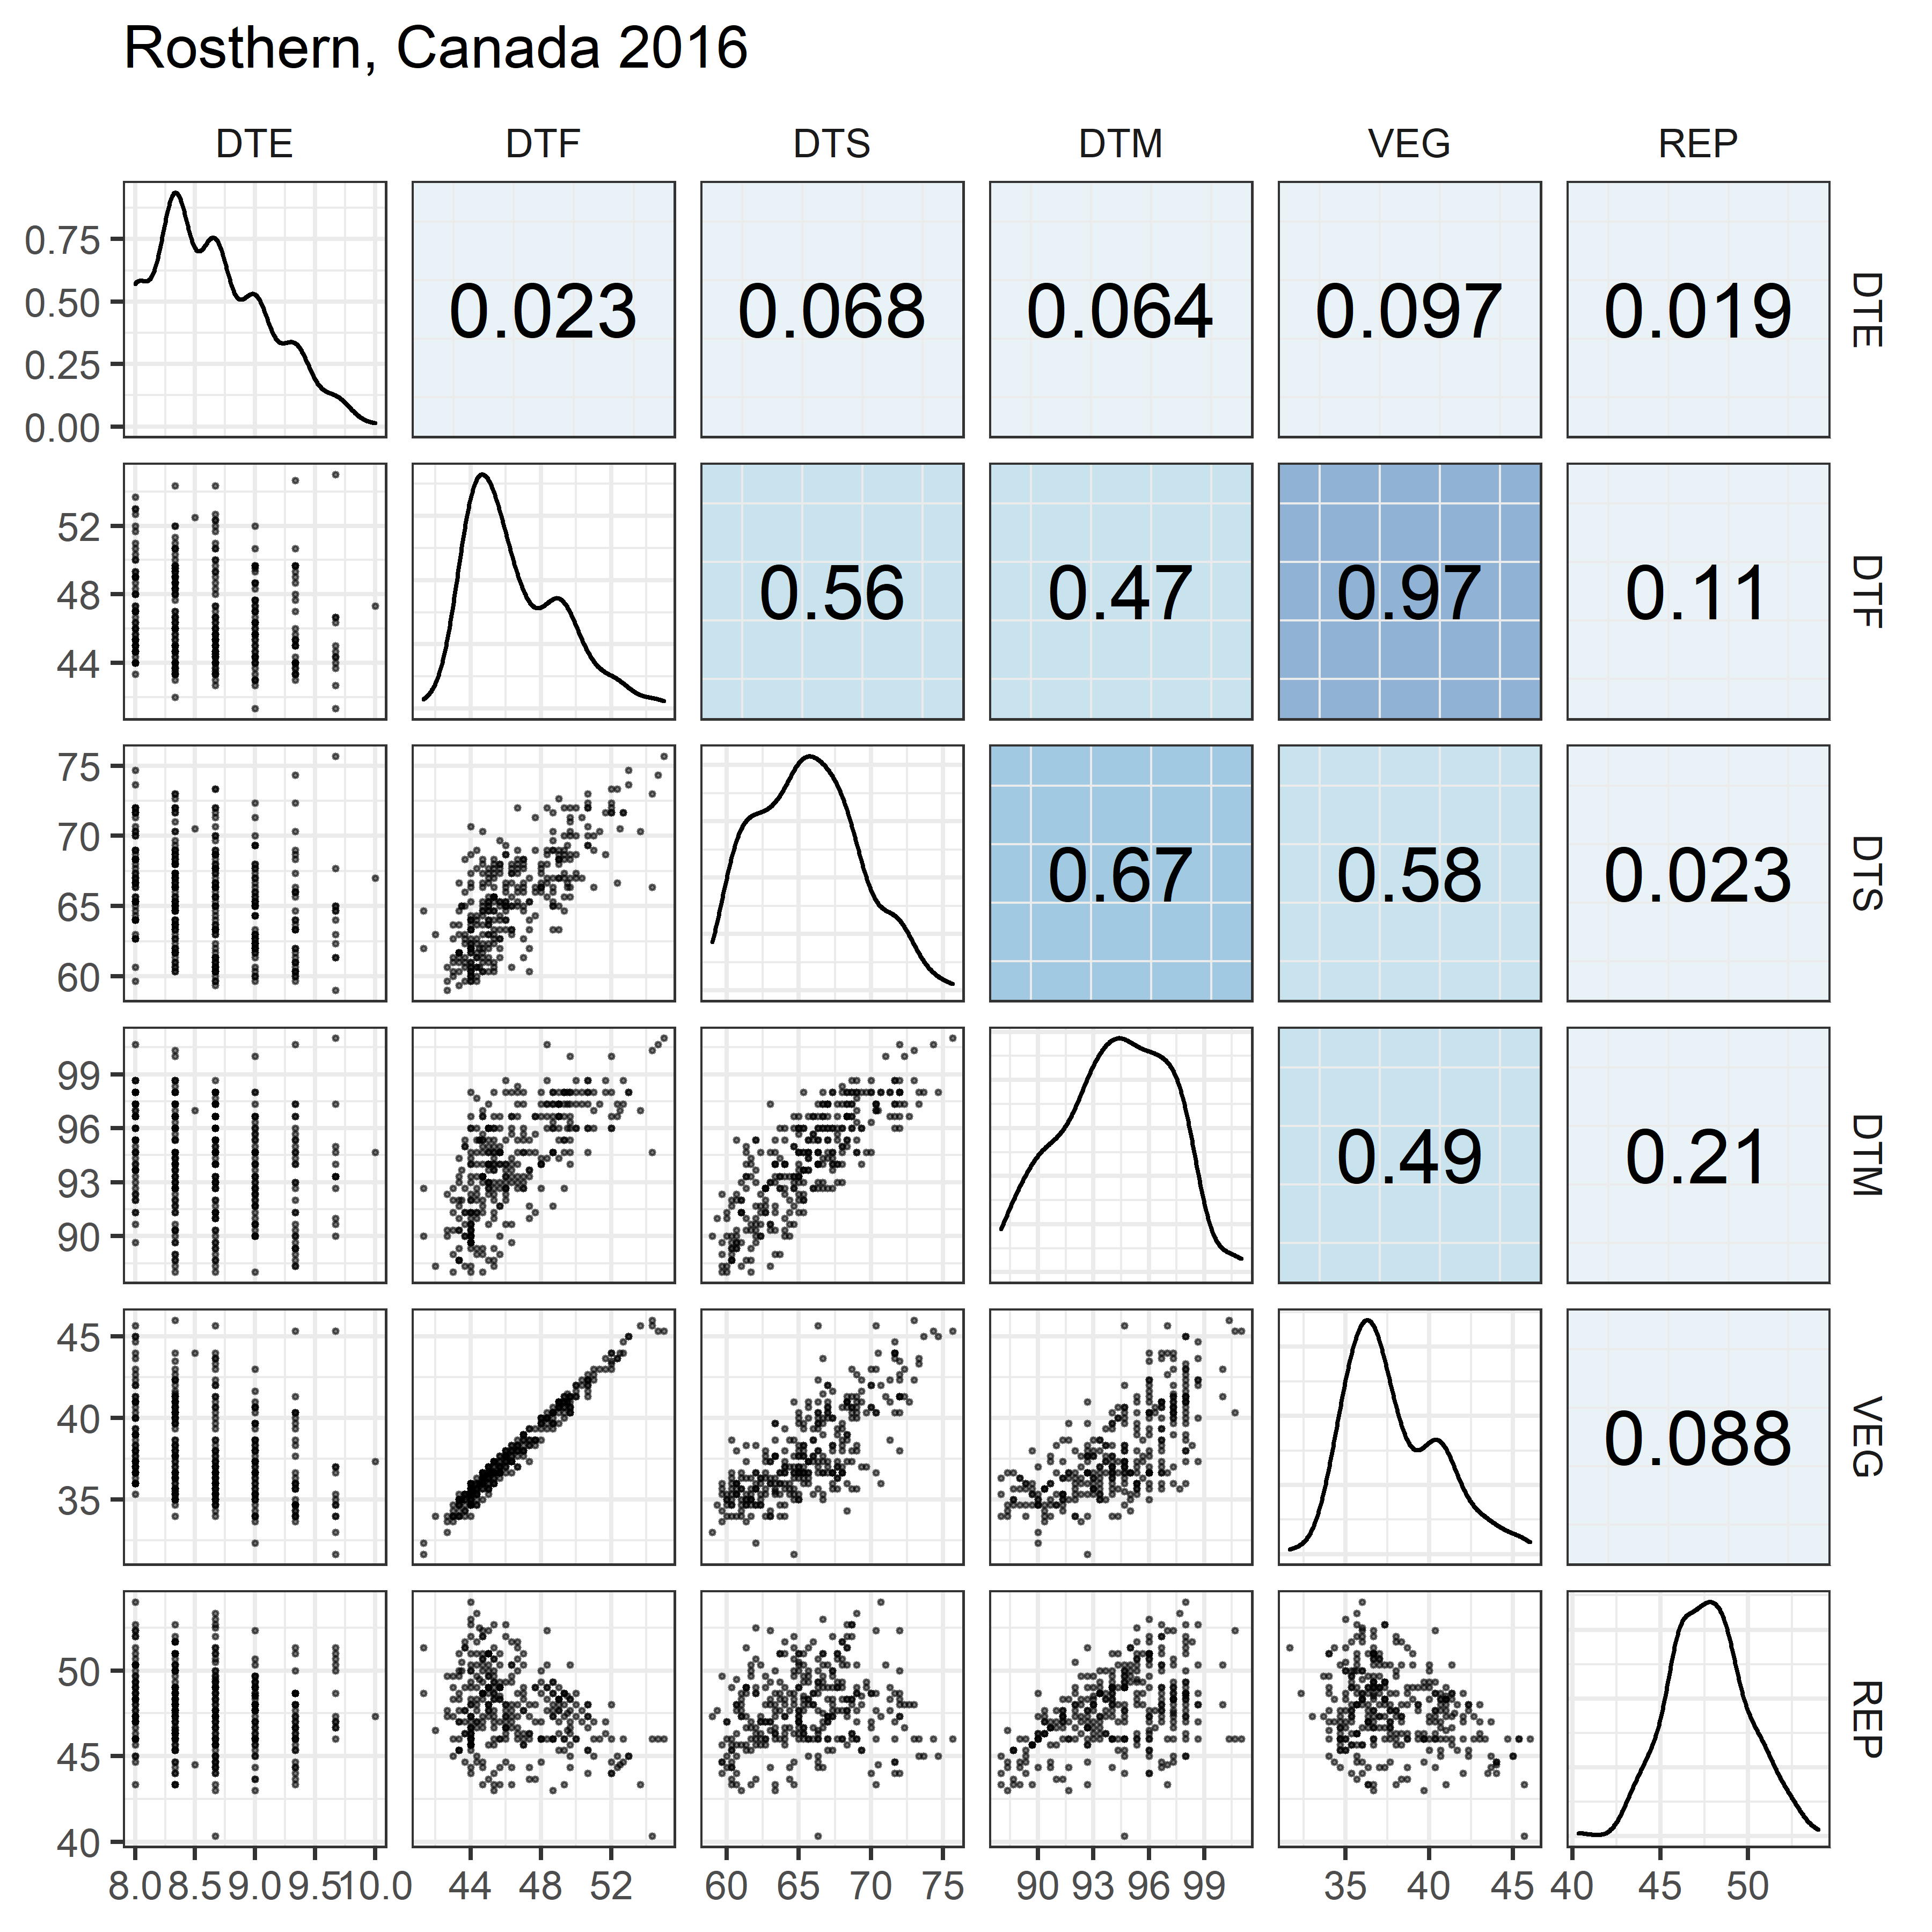 Rosthern, Canada 2016
DTE DTF DTS DTM VEG REP
0.75
0.50
0.25
0.00
0.023 0.068 0.064 0.097 0.019
DTE
52
48
44
0.56 0.47 0.97 0.11
DTF
75
70
65
60
0.67 0.58 0.023
DTS
99
96
93
90
0.49 0.21
DTM
45
40
35
0.088
VEG
50
45
40
REP
8.0 8.5 9.0 9.5 10.0 44 48 52 60 65 70 75 90 93 96 99 35 40 45 40 45 50